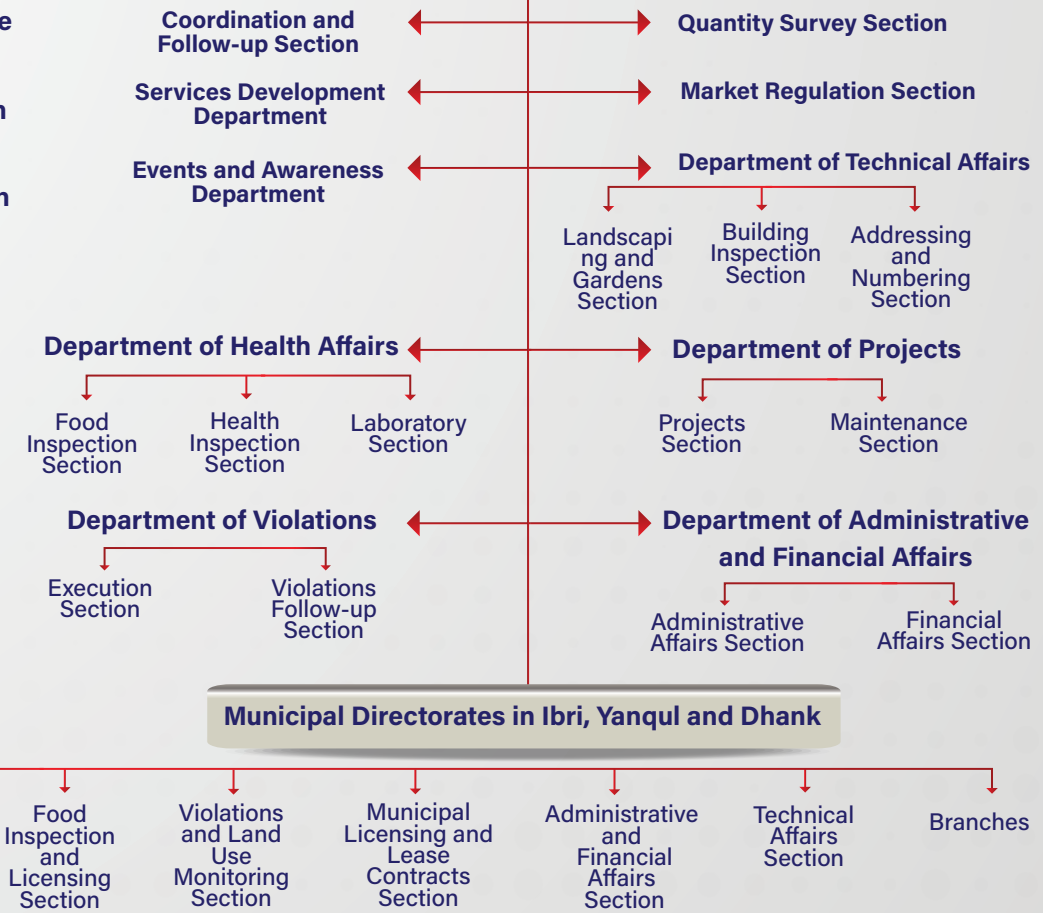 e
Coordination and
Follow-up Section
Quantity Survey Section
Services Development
Department
n
Market Regulation Section
Events and Awareness
Department
n
Department of Technical Affairs
Landscapi
ng and
Gardens
Section
Building
Inspection
Section
Addressing
and
Numbering
Section
Department of Health Affairs
Department of Projects
Food
Inspection
Section
Health
Inspection
Section
Laboratory
Section
Projects
Section
Maintenance
Section
Department of Violations
Department of Administrative
and Financial Affairs
Execution
Section
Violations
Follow-up
Section
Administrative
Affairs Section
Financial
Affairs Section
Municipal Directorates in Ibri, Yanqul and Dhank
Food
Inspection
and
Licensing
Section
Violations
and Land
Use
Monitoring
Section
Municipal
Licensing and
Lease
Contracts
Section
Administrative
and
Financial
Affairs
Section
Technical
Affairs
Section
Branches